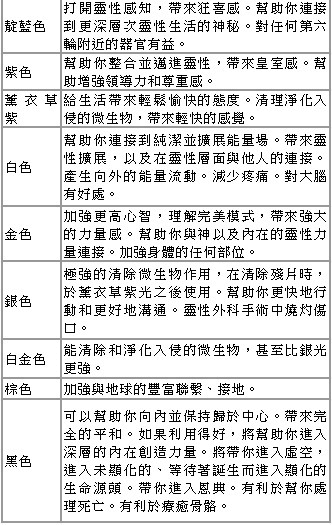 靛藍色
打開靈性感知，帶來狂喜感。幫助你連接
到更深層次靈性生活的神秘。對任何第六
輪附近的器官有益。
紫色
幫助你整合並邁進靈性，帶來皇室感。幫
助增強領導力和尊重感。
薰衣草
紫
給生活帶來輕鬆愉快的態度。清理淨化入
侵的微生物，帶來輕快的感覺。
白色
幫助你連接到純潔並擴展能量場。帶來靈
性擴展，以及在靈性層面與他人的連接。
產生向外的能量流動。減少疼痛。對大腦
有好處。
金色
加強更高心智，理解完美模式，帶來強大
的力量感。幫助你與神以及內在的靈性力
量連接。加強身體的任何部位。
銀色
極強的清除微生物作用，在清除殘片時，
於薰衣草紫光之後使用。幫助你更快地行
動和更好地溝通。靈性外科手術中燒灼傷
口。
白金色
能清除和淨化入侵的微生物，甚至比銀光
更強。
棕色
加強與地球的豐富聯繫、接地。
黑色
可以幫助你向內並保持歸於中心。帶來完
全的平和。如果利用得好，將幫助你進入
深層的內在創造力量。將帶你進入虛空，
進入未顯化的、等待著誕生而進入顯化的
生命源頭。帶你進入恩典。有利於幫你處
理死亡。有利於療癒骨骼。